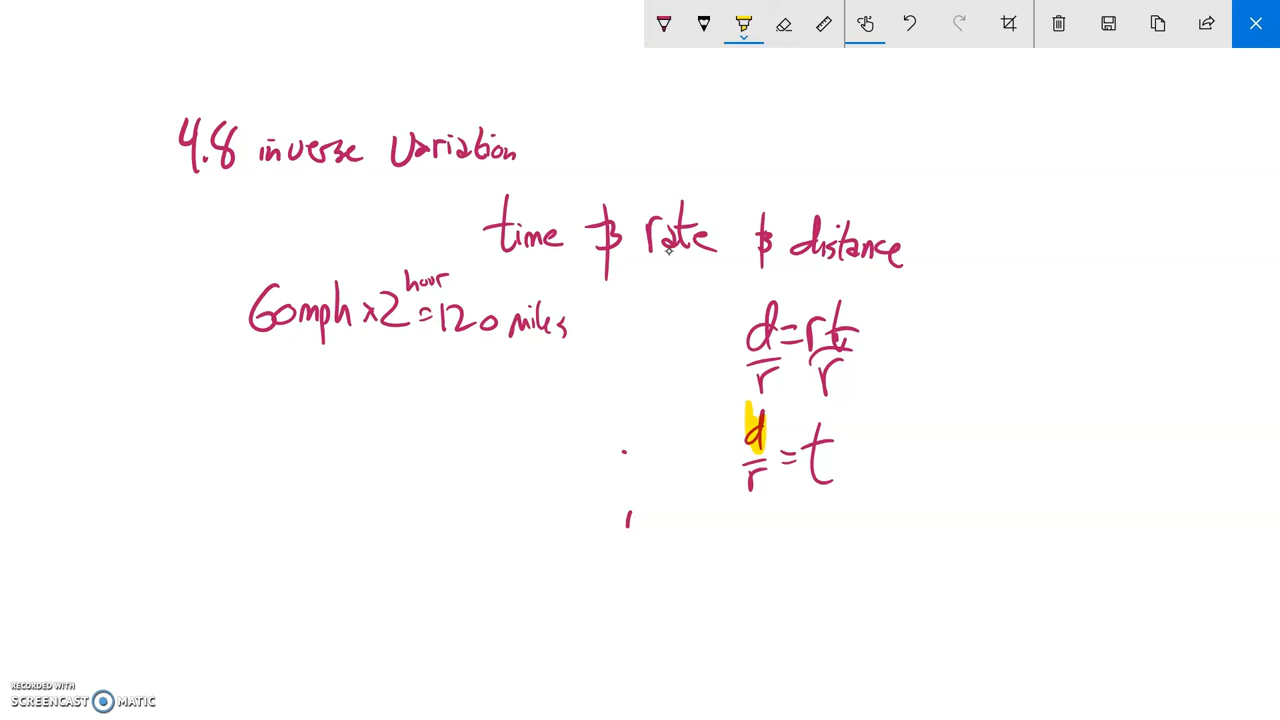 4.8 inverse variation
time & rate & distance
60mph x 2 hour = 120 miles
d = rt
r r
d = t
r
RECORDED WITH
SCREENCAST MATIC